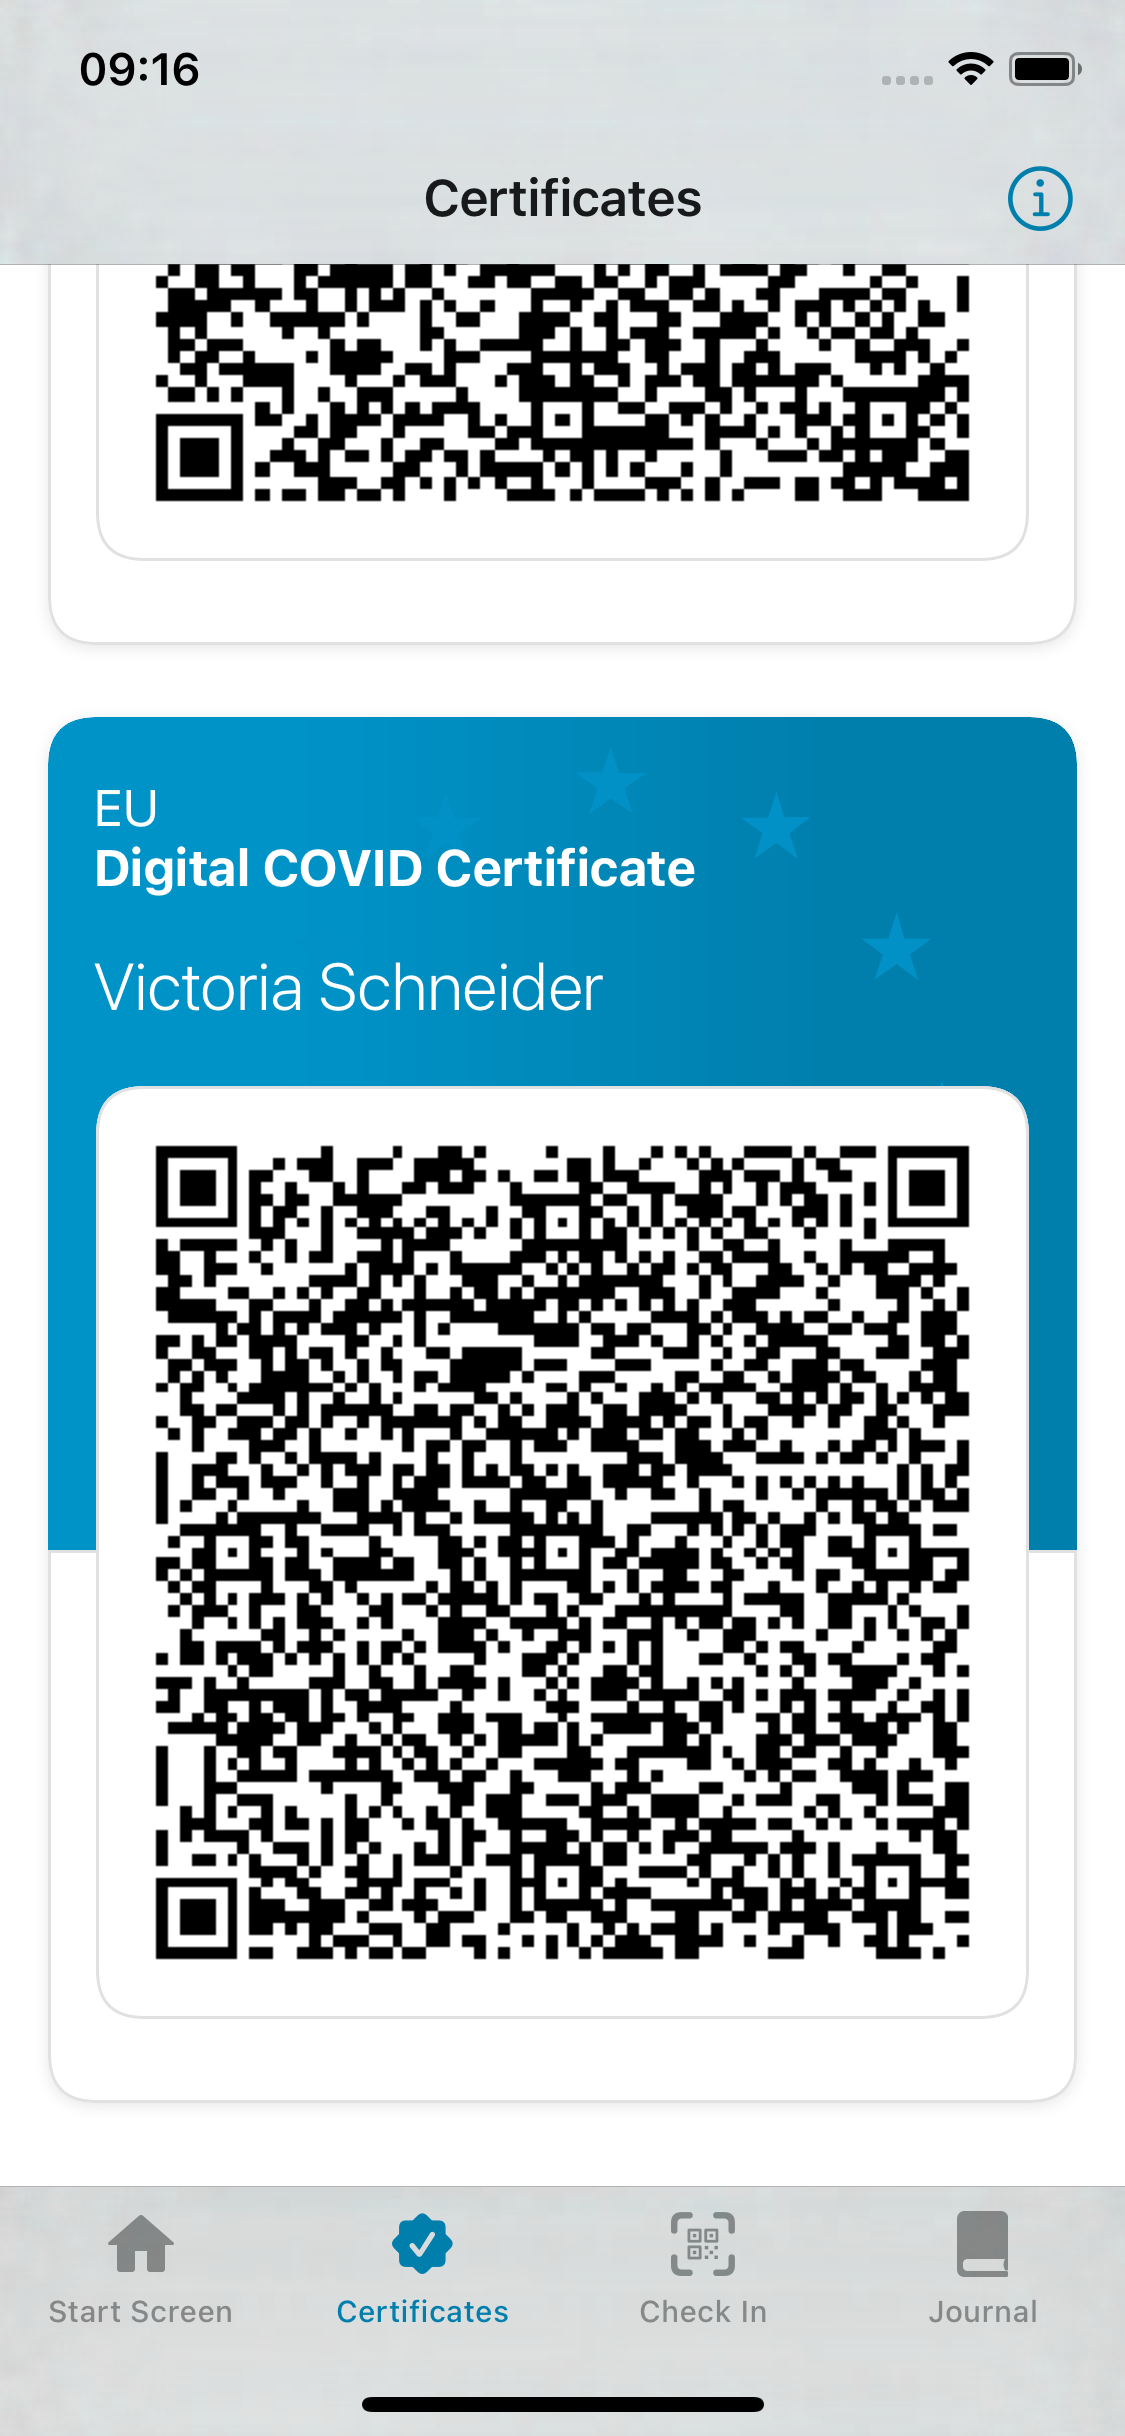 09:16
Certificates
EU
Digital COVID Certificate
Victoria Schneider
Start Screen
Certificates
Check In
Journal